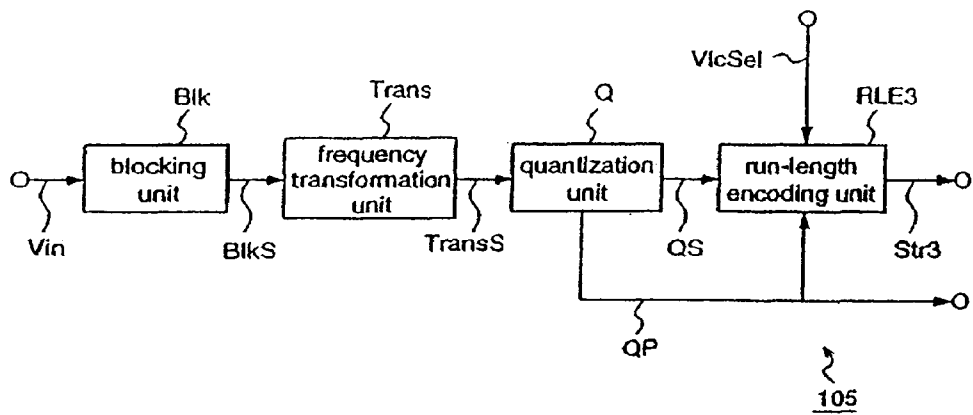 VlcSel
Blk
Trans
Q
RLE3
blocking
unit
frequency
transformation
unit
quantization
unit
run-length
encoding unit
Vin
BlkS
TransS
QS
Str3
QP
105